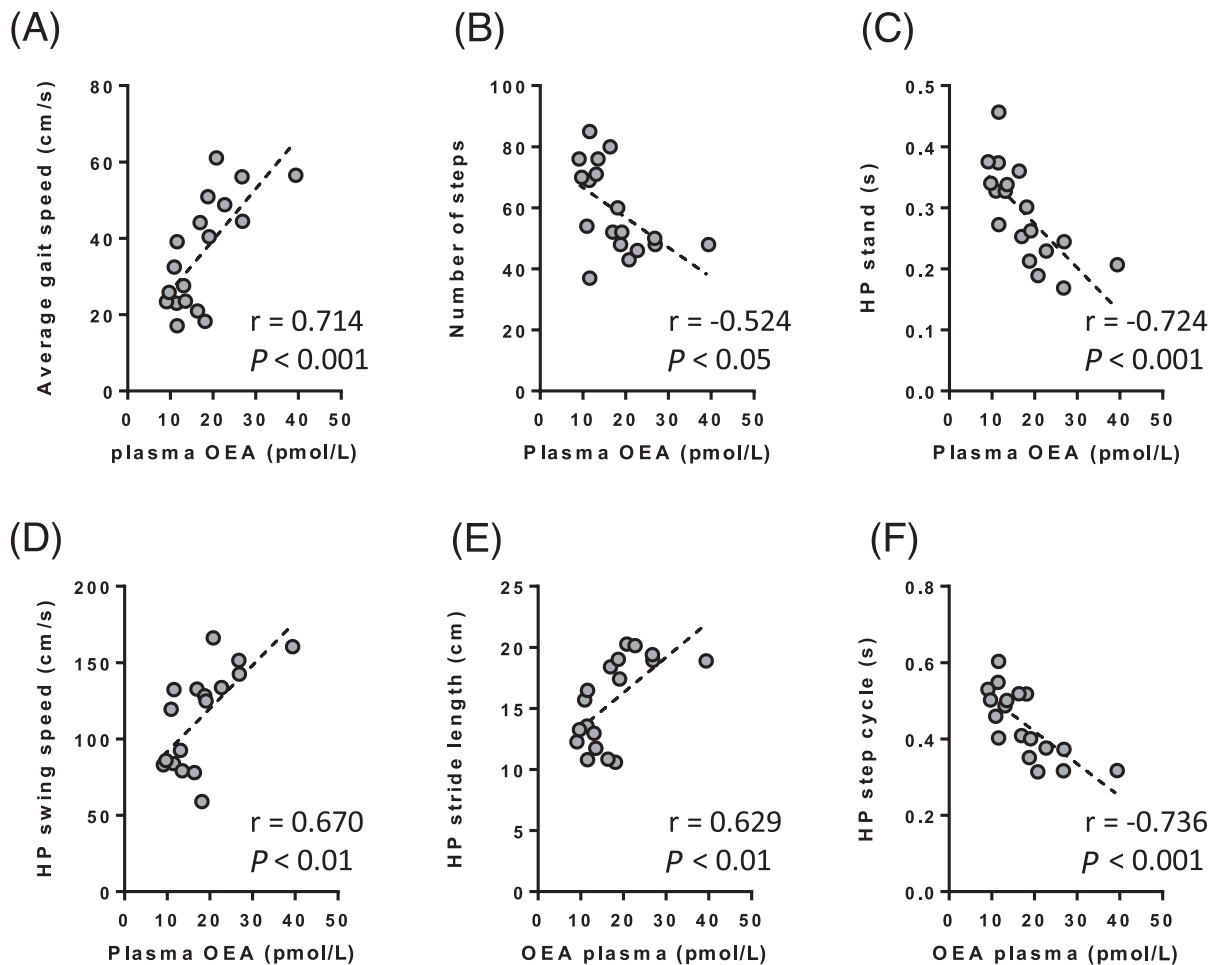 (A)
Average gait speed (cm/s)
80
60
40
20
0
0 10 20 30 40 50
plasma OEA (pmol/L)
r = 0.714
P < 0.001
(B)
Number of steps
100
80
60
40
20
0
0 10 20 30 40 50
Plasma OEA (pmol/L)
r = -0.524
P < 0.05
(C)
HP stand (s)
0.5
0.4
0.3
0.2
0.1
0.0
0 10 20 30 40 50
Plasma OEA (pmol/L)
r = -0.724
P < 0.001
(D)
HP swing speed (cm/s)
200
150
100
50
0
0 10 20 30 40 50
Plasma OEA (pmol/L)
r = 0.670
P < 0.01
(E)
HP stride length (cm)
25
20
15
10
5
0
0 10 20 30 40 50
OEA plasma (pmol/L)
r = 0.629
P < 0.01
(F)
HP step cycle (s)
0.8
0.6
0.4
0.2
0.0
0 10 20 30 40 50
OEA plasma (pmol/L)
r = -0.736
P < 0.001